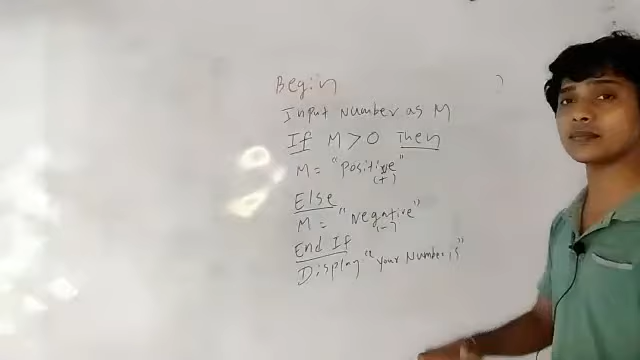 Begin
Input Number as M
If M > 0 Then
M = "Positive"
(+)
Else
M = "Negative"
(-)
End If
Display "Your Number is"